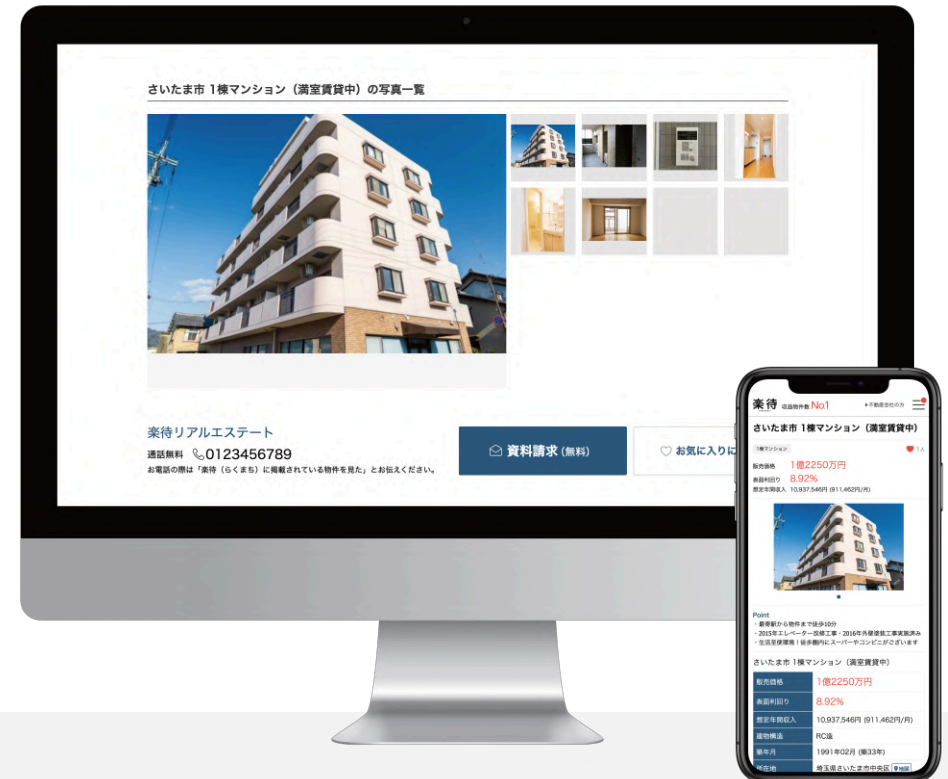 さいたま市 1棟マンション（満室賃貸中）の写真一覧
楽待リアルエステート
通話無料 0123456789
お電話の際は「楽待（らくまち）に掲載されている物件を見た」とお伝えください。
資料請求（無料）
お気に入りに
楽待 収益物件数 No.1
不動産会社の方
さいたま市 1棟マンション（満室賃貸中）
1棟マンション
1人
販売価格 1億2250万円
表面利回り 8.92%
想定年間収入 10,937,546円 (911,462円/月)
Point
・最寄駅から物件まで徒歩10分
・2015年エレベーター改修工事・2016年外壁塗装工事実施済み
・生活至便環境！徒歩圏内にスーパーやコンビニがございます
さいたま市 1棟マンション（満室賃貸中）
販売価格 1億2250万円
表面利回り 8.92%
想定年間収入 10,937,546円 (911,462円/月)
建物構造 RC造
築年月 1991年02月 (築33年)
所在地 埼玉県さいたま市中央区 地図